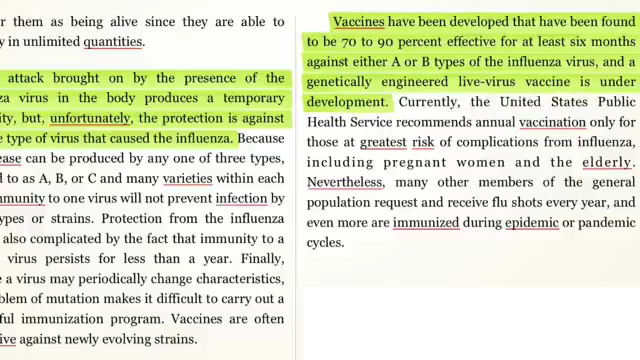 r them as being alive since they are able to
y in unlimited quantities.
attack brought on by the presence of the
za virus in the body produces a temporary
ity, but, unfortunately, the protection is against
e type of virus that caused the influenza. Because
ease can be produced by any one of three types,
d to as A, B, or C and many varieties within each
mmunity to one virus will not prevent infection by
ypes or strains. Protection from the influenza
also complicated by the fact that immunity to a
virus persists for less than a year. Finally,
e a virus may periodically change characteristics,
oblem of mutation makes it difficult to carry out a
ful immunization program. Vaccines are often
ive against newly evolving strains.
Vaccines have been developed that have been found
to be 70 to 90 percent effective for at least six months
against either A or B types of the influenza virus, and a
genetically engineered live-virus vaccine is under
development. Currently, the United States Public
Health Service recommends annual vaccination only for
those at greatest risk of complications from influenza,
including pregnant women and the elderly.
Nevertheless, many other members of the general
population request and receive flu shots every year, and
even more are immunized during epidemic or pandemic
cycles.